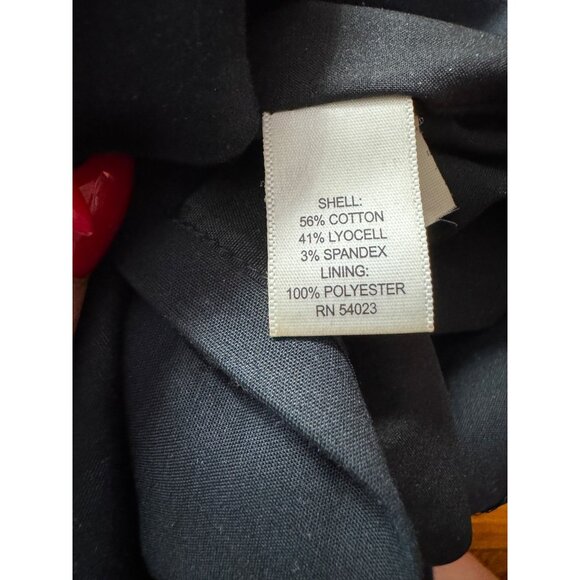 SHELL:
56% COTTON
41% LYOCELL
3% SPANDEX
LINING:
100% POLYESTER
RN 54023